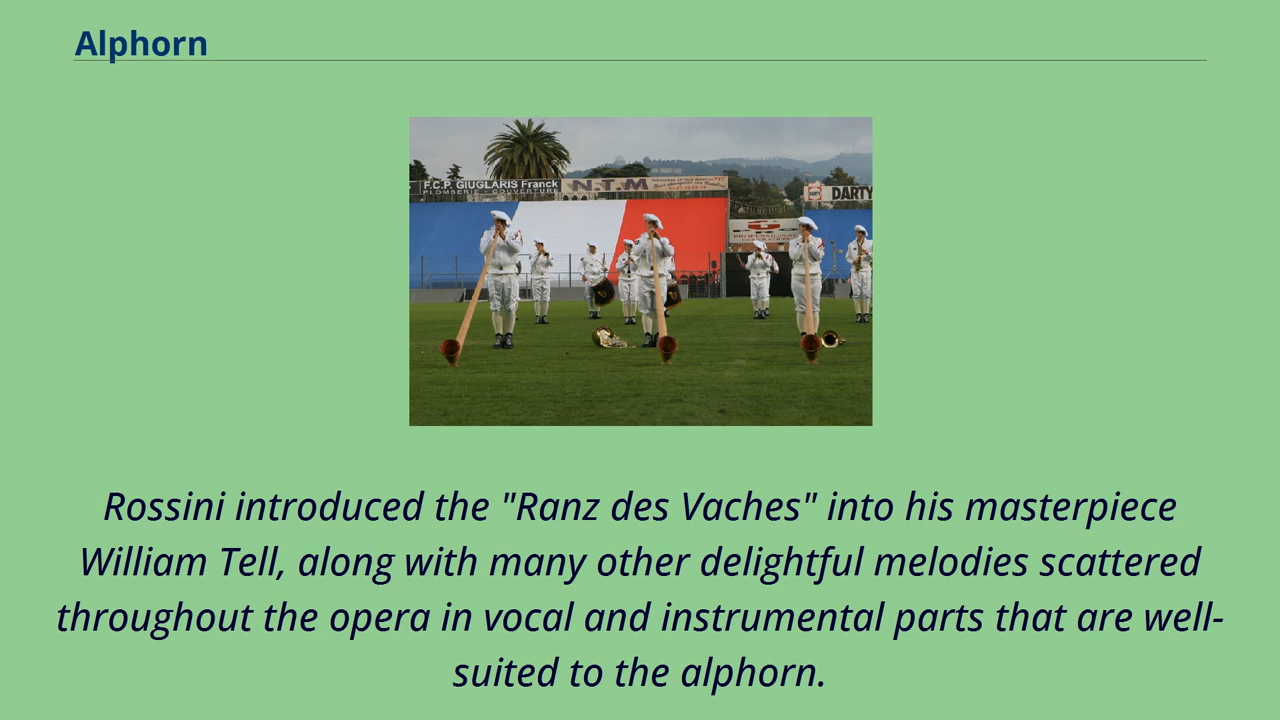 Alphorn
F.C.P. GIUGLARIS Franck
PLOMBERIE - COUVERTURE
N.T.M
DARTY
DARTY
PROFESSIONAL
Rossini introduced the "Ranz des Vaches" into his masterpiece
William Tell, along with many other delightful melodies scattered
throughout the opera in vocal and instrumental parts that are well-
suited to the alphorn.